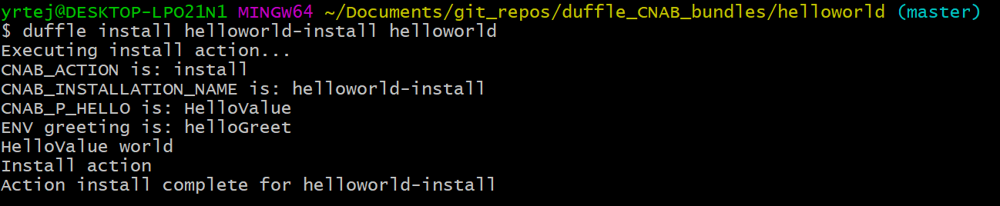 yrtej@DESKTOP-LPO21N1 MINGW64 ~/Documents/git_repos/duffle_CNAB_bundles/helloworld (master)
$ duffle install helloworld-install helloworld
Executing install action...
CNAB_ACTION is: install
CNAB_INSTALLATION_NAME is: helloworld-install
CNAB_P_HELLO is: HelloValue
ENV greeting is: helloGreet
HelloValue world
Install action
Action install complete for helloworld-install